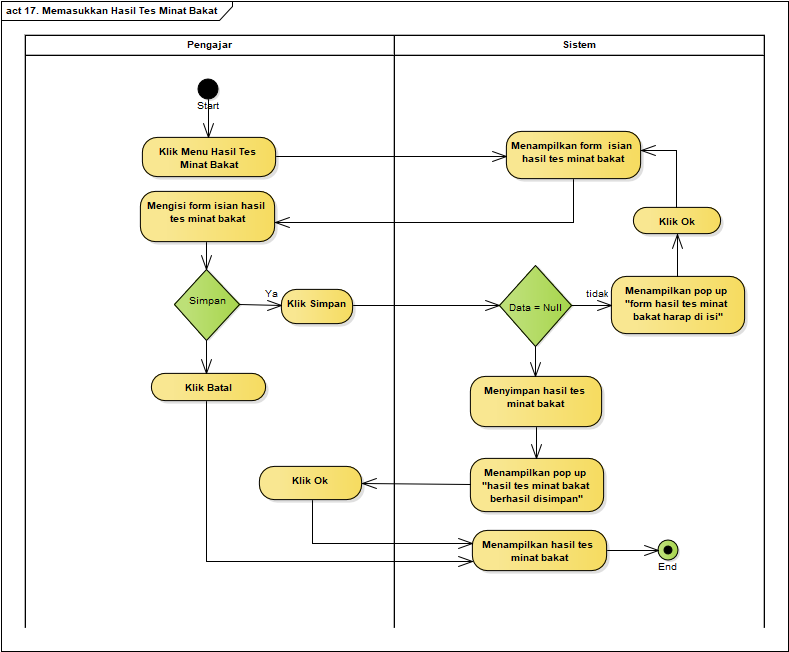 act 17. Memasukkan Hasil Tes Minat Bakat
Pengajar
Sistem
Start
Klik Menu Hasil Tes
Minat Bakat
Menampilkan form isian
hasil tes minat bakat
Mengisi form isian hasil
tes minat bakat
Klik Ok
Simpan
Ya
Klik Simpan
Data = Null
tidak
Menampilkan pop up
"form hasil tes minat
bakat harap di isi"
Klik Batal
Menyimpan hasil tes
minat bakat
Klik Ok
Menampilkan pop up
"hasil tes minat bakat
berhasil disimpan"
Menampilkan hasil tes
minat bakat
End